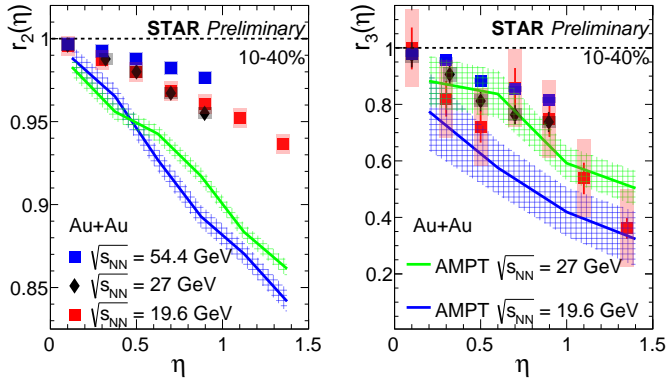 r₂(η)
STAR Preliminary
10-40%
1
0.95
0.9
0.85
Au+Au
√sNN = 54.4 GeV
√sNN = 27 GeV
√sNN = 19.6 GeV
0 0.5 1 1.5
η
r₃(η)
STAR Preliminary
10-40%
1
0.8
0.6
0.4
0.2
Au+Au
AMPT √sNN = 27 GeV
AMPT √sNN = 19.6 GeV
0 0.5 1 1.5
η